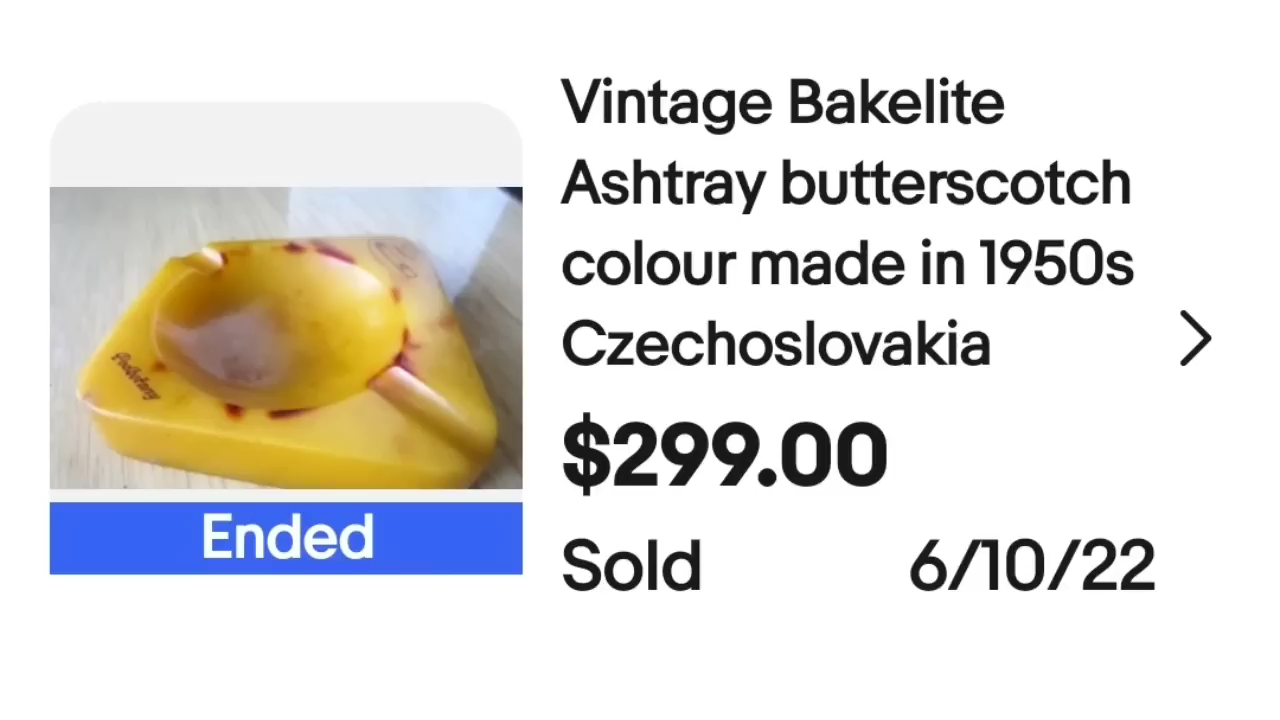 Vintage Bakelite
Ashtray butterscotch
colour made in 1950s
Czechoslovakia
$299.00
Sold 6/10/22
Ended